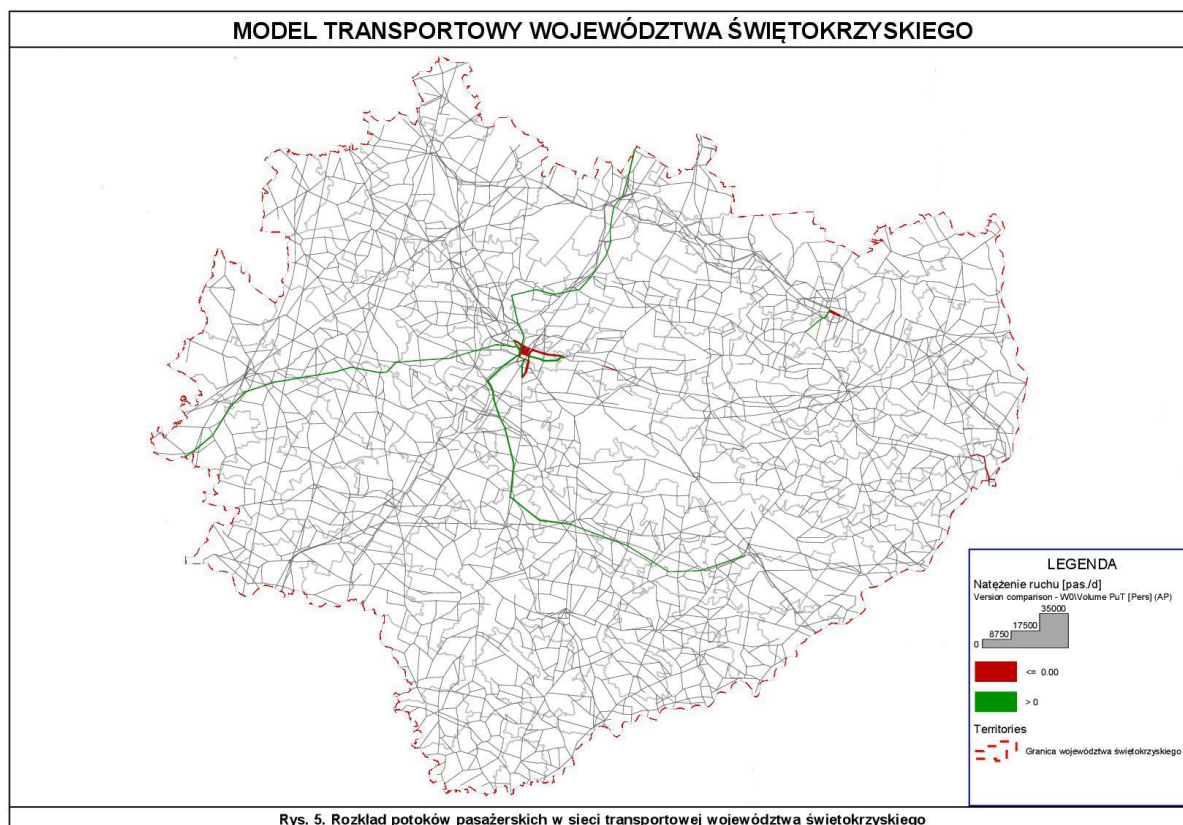 MODEL TRANSPORTOWY WOJEWÓDZTWA ŚWIĘTOKRZYSKIEGO
LEGENDA
Natężenie ruchu [pas./d]
Version comparison - W0\Volume PuT [Pers] (AP)
35000
17500
8750
0
<= 0.00
> 0
Territories
Granica województwa świętokrzyskiego
Rys. 5. Rozkład potoków pasażerskich w sieci transportowej województwa świętokrzyskiego